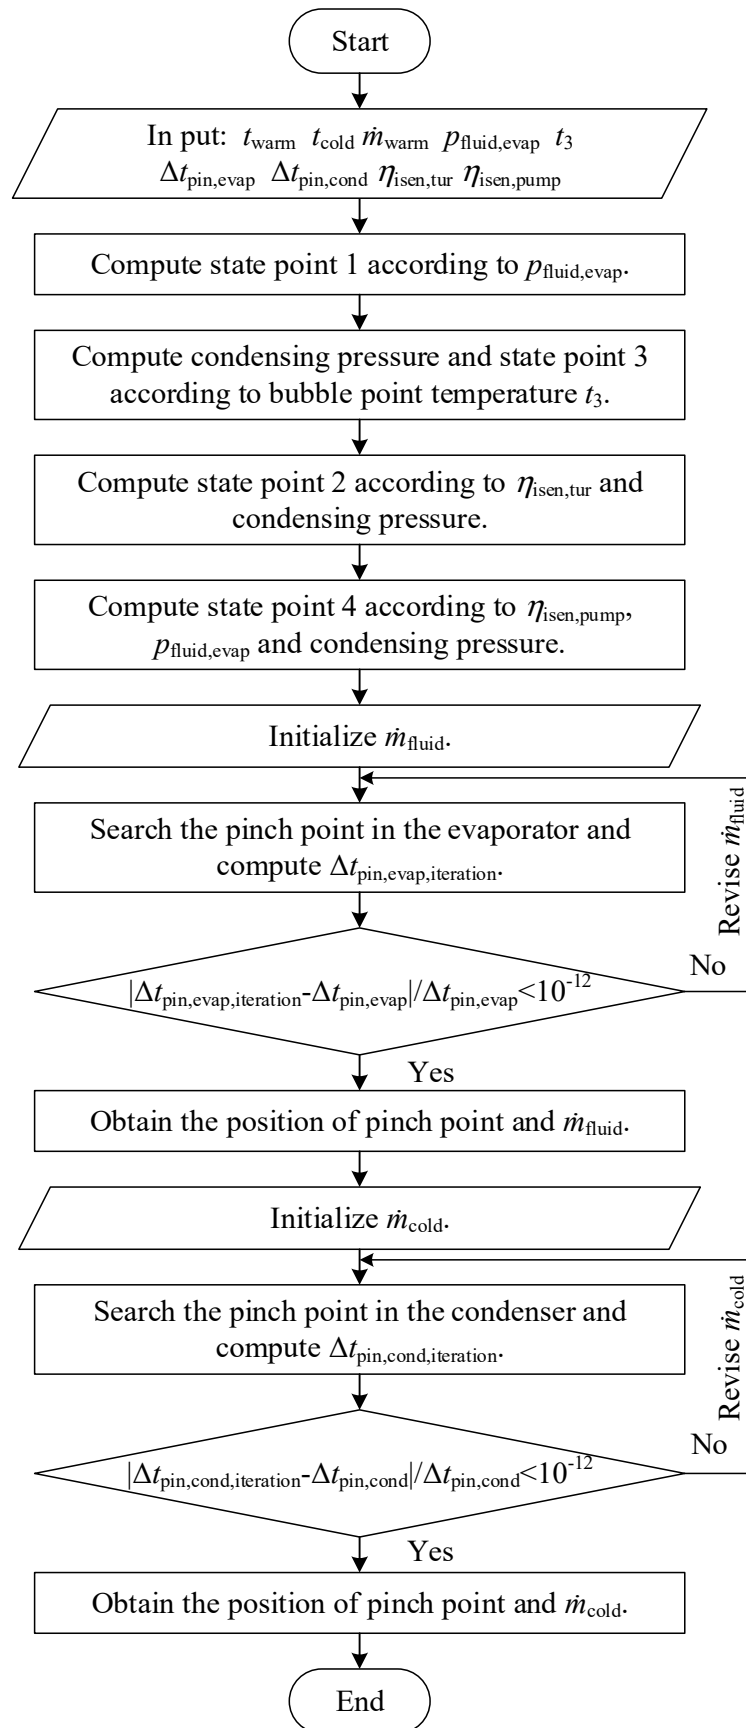 Start
In put: t_warm t_cold ṁ_warm p_fluid,evap t_3
Δt_pin,evap Δt_pin,cond η_isen,tur η_isen,pump
Compute state point 1 according to p_fluid,evap.
Compute condensing pressure and state point 3
according to bubble point temperature t_3.
Compute state point 2 according to η_isen,tur and
condensing pressure.
Compute state point 4 according to η_isen,pump,
p_fluid,evap and condensing pressure.
Initialize ṁ_fluid.
Search the pinch point in the evaporator and
compute Δt_pin,evap,iteration.
Revise ṁ_fluid
|Δt_pin,evap,iteration-Δt_pin,evap|/Δt_pin,evap<10^-12
No
Yes
Obtain the position of pinch point and ṁ_fluid.
Initialize ṁ_cold.
Search the pinch point in the condenser and
compute Δt_pin,cond,iteration.
Revise ṁ_cold
|Δt_pin,cond,iteration-Δt_pin,cond|/Δt_pin,cond<10^-12
No
Yes
Obtain the position of pinch point and ṁ_cold.
End